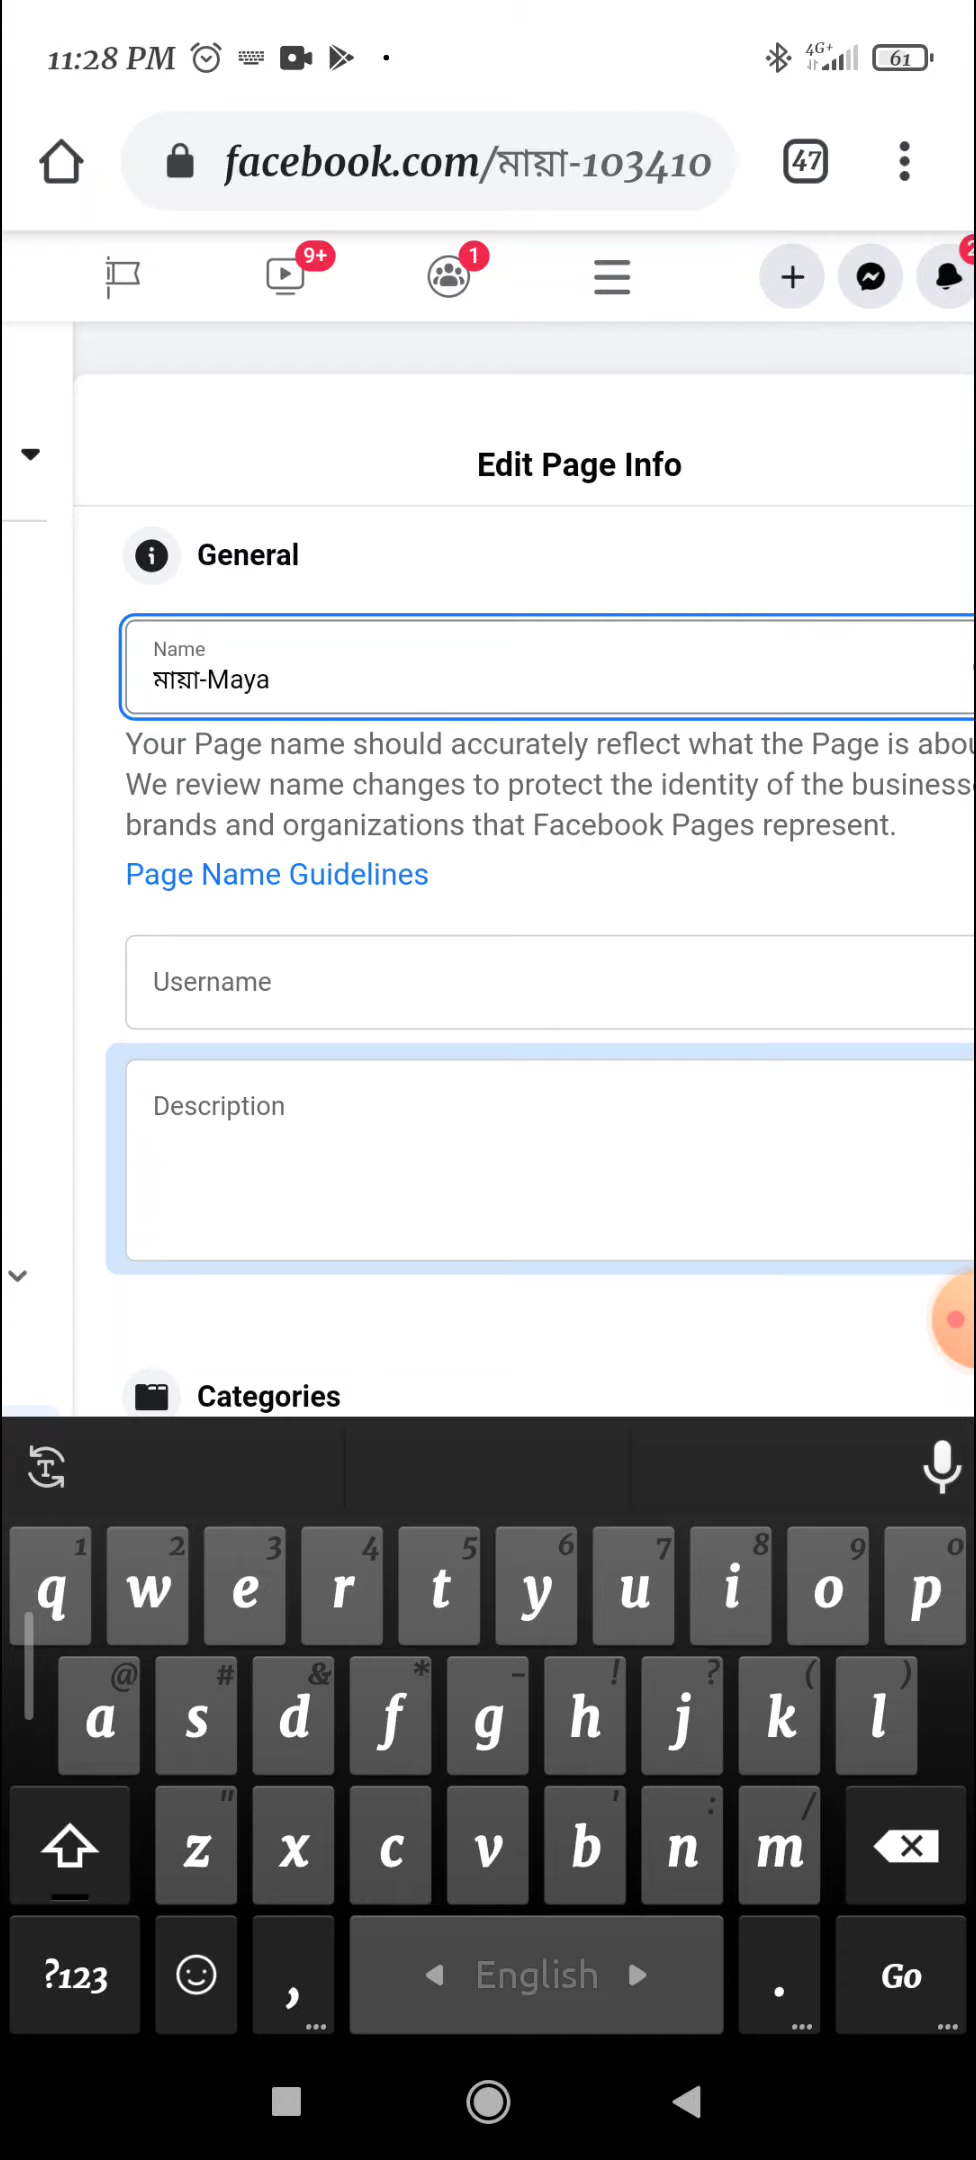 11:28 PM
4G+
61
facebook.com/মায়া-103410
47
9+
1
2
Edit Page Info
General
Name
মায়া-Maya
Your Page name should accurately reflect what the Page is abou
We review name changes to protect the identity of the business
brands and organizations that Facebook Pages represent.
Page Name Guidelines
Username
Description
Categories
1 2 3 4 5 6 7 8 9 0
q w e r t y u i o p
@ # & * - ! ? ( )
a s d f g h j k l
" ' : /
z x c v b n m
?123 , English . Go